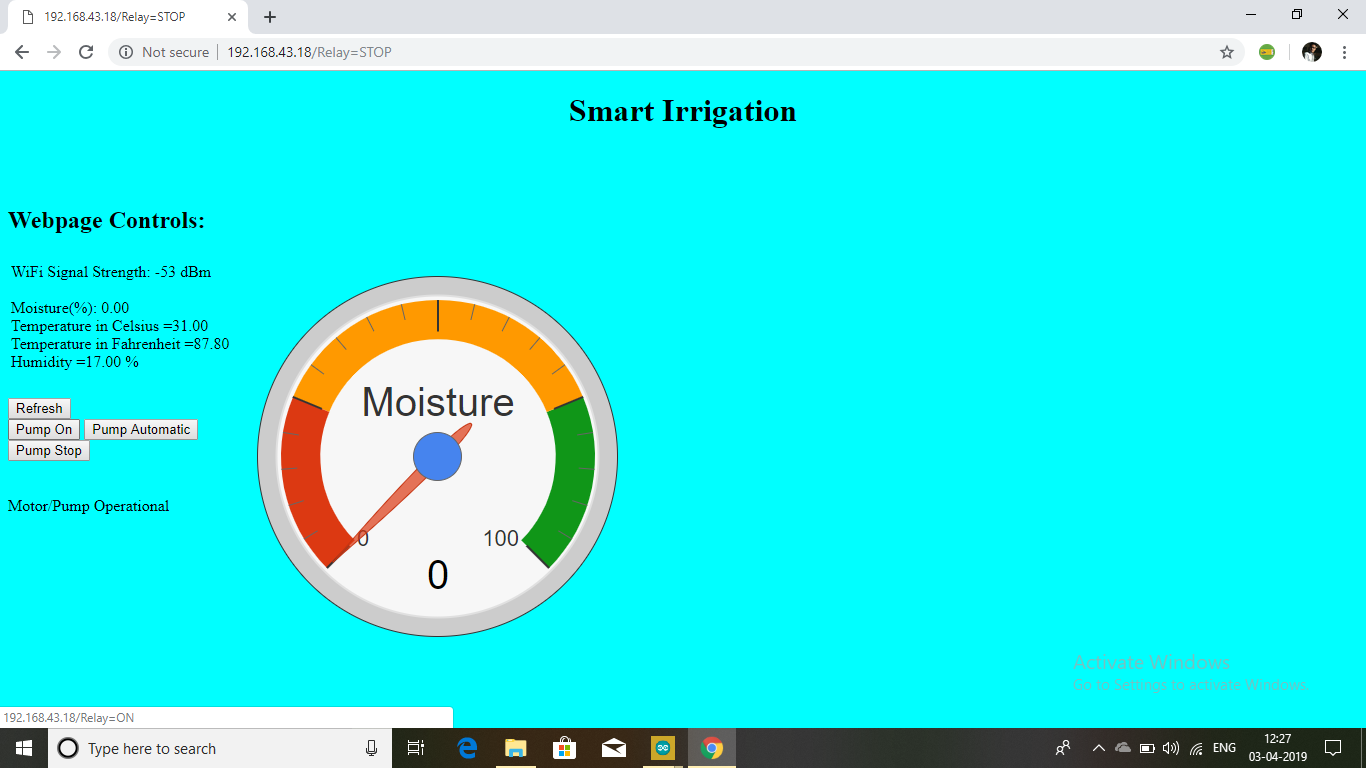 192.168.43.18/Relay=STOP
Not secure 192.168.43.18/Relay=STOP
Smart Irrigation
Webpage Controls:
WiFi Signal Strength: -53 dBm
Moisture(%): 0.00
Temperature in Celsius =31.00
Temperature in Fahrenheit =87.80
Humidity =17.00 %
Refresh
Pump On Pump Automatic
Pump Stop
Motor/Pump Operational
Moisture
0 100
0
Activate Windows
Go to Settings to activate Windows.
192.168.43.18/Relay=ON
Type here to search
ENG
12:27
03-04-2019